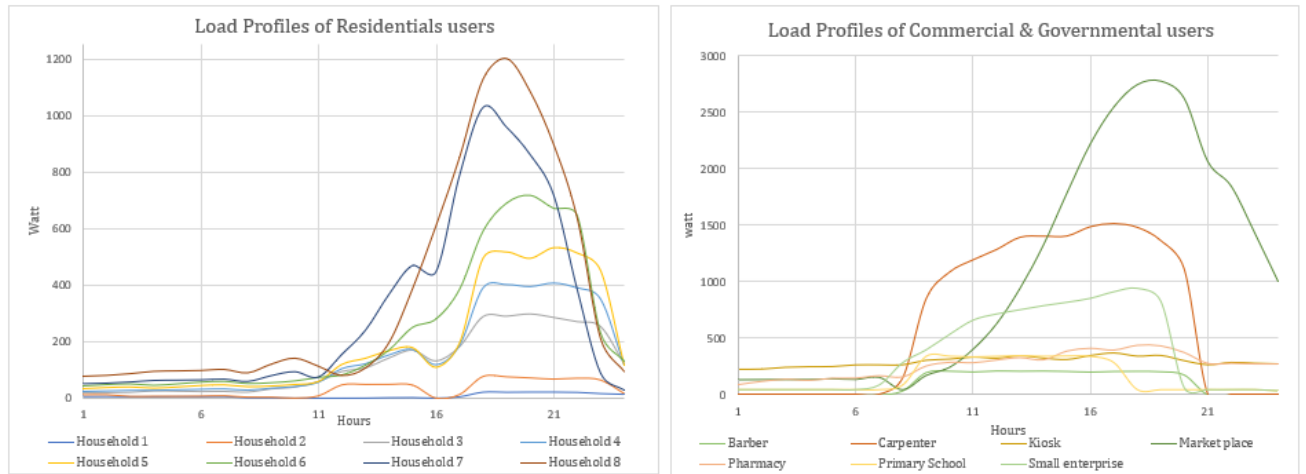 Load Profiles of Residentials users
1200
1000
800
600
400
200
0
Watt
1
6
11
16
21
Hours
Household 1
Household 2
Household 3
Household 4
Household 5
Household 6
Household 7
Household 8
Load Profiles of Commercial & Governmental users
3000
2500
2000
1500
1000
500
0
watt
1
6
11
16
21
Hours
Barber
Carpenter
Kiosk
Market place
Pharmacy
Primary School
Small enterprise